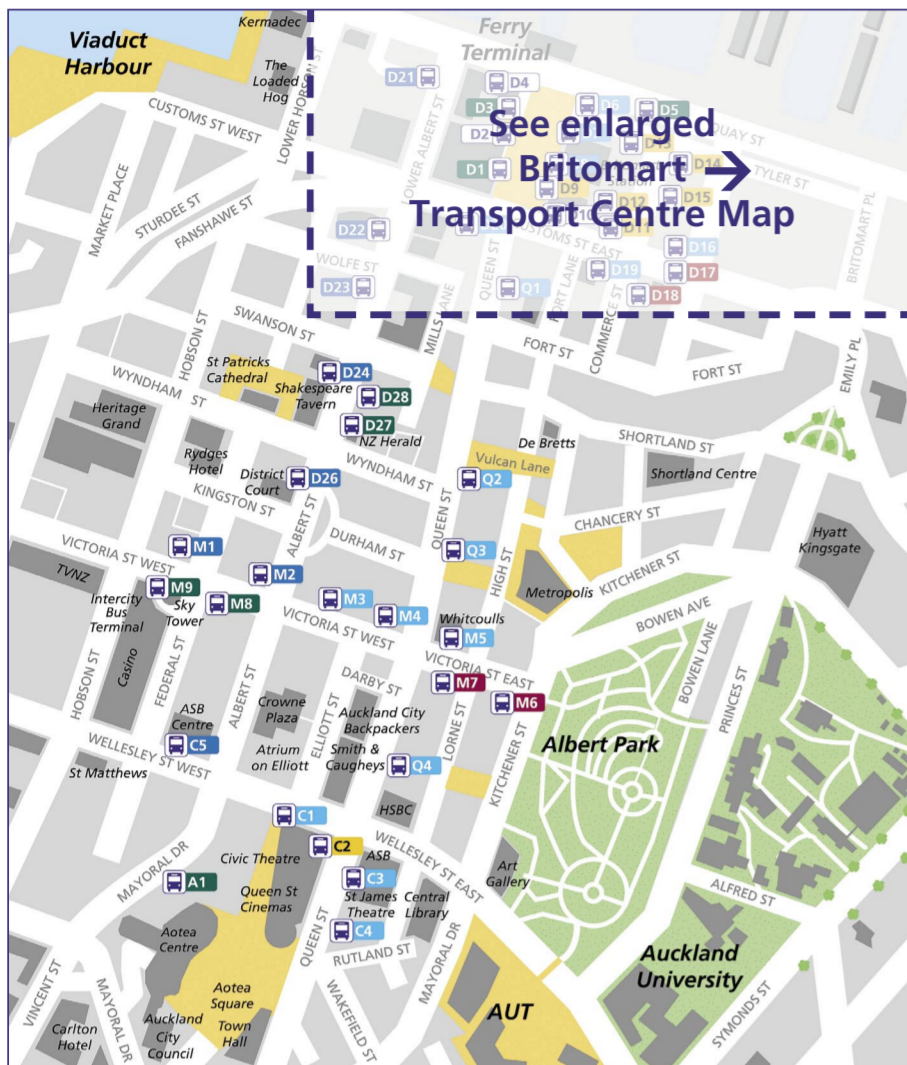 Kermadec
Viaduct
Harbour
The
Loaded
Hog
Ferry
Terminal
LOWER HOBSON ST
CUSTOMS ST WEST
D21
D4
D3
D6
D5
D2
D13
QUAY ST
See enlarged
Britomart →
Transport Centre Map
D1
D14
TYLER ST
Station
D9
D15
D12
D11
LOWER ALBERT ST
MARKET PLACE
STURDEE ST
FANSHAWE ST
D22
CUSTOMS ST EAST
D16
BRITOMART PL
WOLFE ST
QUEEN ST
FORT LANE
D19
D17
D23
Q1
COMMERCE ST
D18
MILLS LANE
SWANSON ST
HOBSON ST
FORT ST
FORT ST
EMILY PL
St Patricks
Cathedral
D24
WYNDHAM ST
Shakespeare
Tavern
D28
Heritage
Grand
D27
NZ Herald
De Bretts
SHORTLAND ST
Rydges
Hotel
WYNDHAM ST
Vulcan Lane
Shortland Centre
District
Court
D26
Q2
KINGSTON ST
ALBERT ST
QUEEN ST
CHANCERY ST
DURHAM ST
Hyatt
Kingsgate
VICTORIA ST WEST
M1
Q3
HIGH ST
KITCHENER ST
TVNZ
M2
Metropolis
M9
Intercity
Bus
Terminal
Sky
Tower
M8
M3
M4
Whitcoulls
BOWEN AVE
M5
VICTORIA ST WEST
VICTORIA ST EAST
BOWEN LANE
HOBSON ST
Casino
FEDERAL ST
ALBERT ST
DARBY ST
M7
M6
PRINCES ST
Crowne
Plaza
ELLIOTT ST
Auckland City
Backpackers
LORNE ST
ASB
Centre
C5
Atrium
on Elliott
Smith &
Caugheys
Albert Park
WELLESLEY ST WEST
Q4
KITCHENER ST
St Matthews
HSBC
C1
WELLESLEY ST EAST
MAYORAL DR
Civic Theatre
C2
ASB
Art
Gallery
A1
Queen St
Cinemas
C3
St James
Theatre
Central
Library
ALFRED ST
QUEEN ST
C4
Aotea
Centre
RUTLAND ST
MAYORAL DR
Auckland
University
VINCENT ST
MAYORAL DR
Aotea
Square
WAKEFIELD ST
AUT
SYMONDS ST
Carlton
Hotel
Auckland
City
Council
Town
Hall